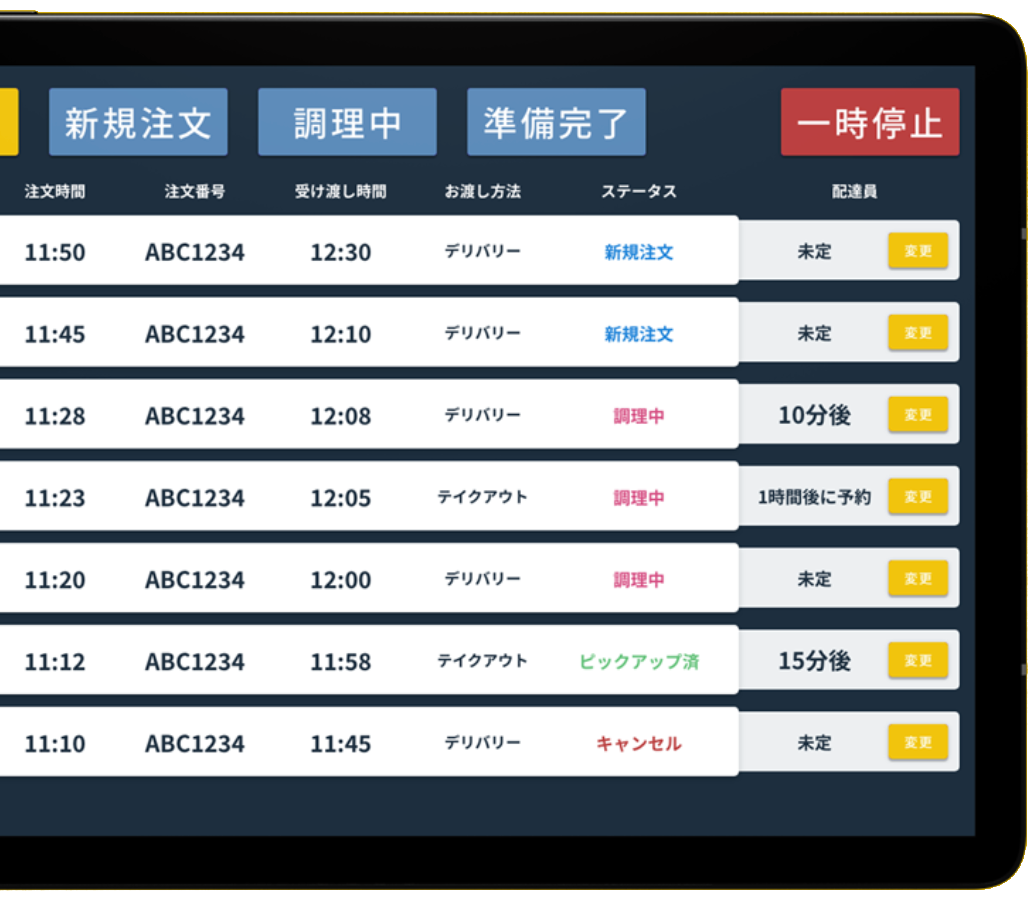 新規注文 調理中 準備完了 一時停止
注文時間 注文番号 受け渡し時間 お渡し方法 ステータス 配達員
11:50 ABC1234 12:30 デリバリー 新規注文 未定 変更
11:45 ABC1234 12:10 デリバリー 新規注文 未定 変更
11:28 ABC1234 12:08 デリバリー 調理中 10分後 変更
11:23 ABC1234 12:05 テイクアウト 調理中 1時間後に予約 変更
11:20 ABC1234 12:00 デリバリー 調理中 未定 変更
11:12 ABC1234 11:58 テイクアウト ピックアップ済 15分後 変更
11:10 ABC1234 11:45 デリバリー キャンセル 未定 変更